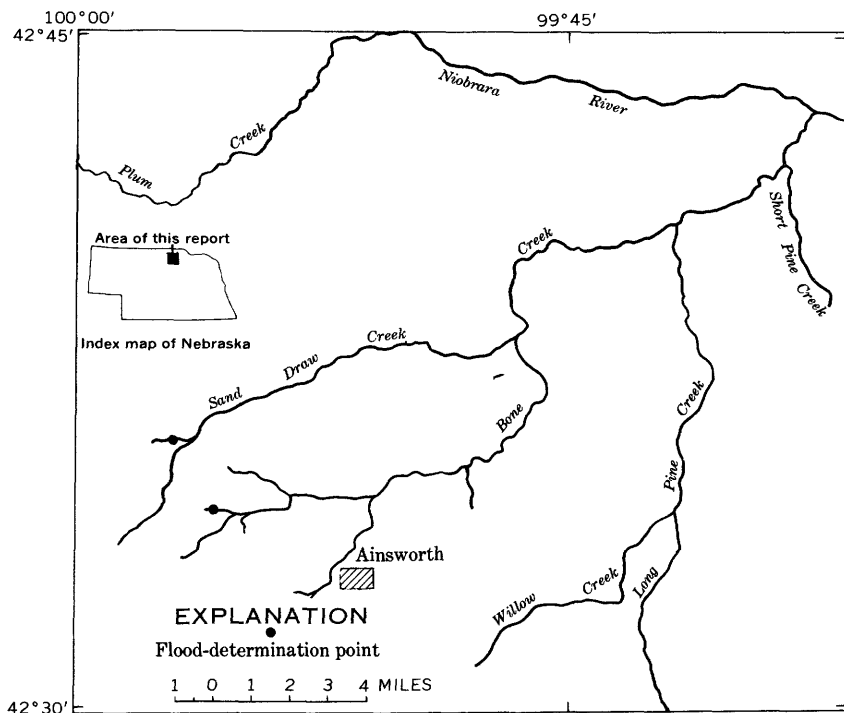 100°00'
99°45'
42°45'
Niobrara
River
Creek
Plum
Short Pine Creek
Area of this report
Creek
Index map of Nebraska
Sand Draw Creek
Bone
Pine Creek
Ainsworth
Willow Creek
Long
EXPLANATION
Flood-determination point
1 0 1 2 3 4 MILES
42°30'